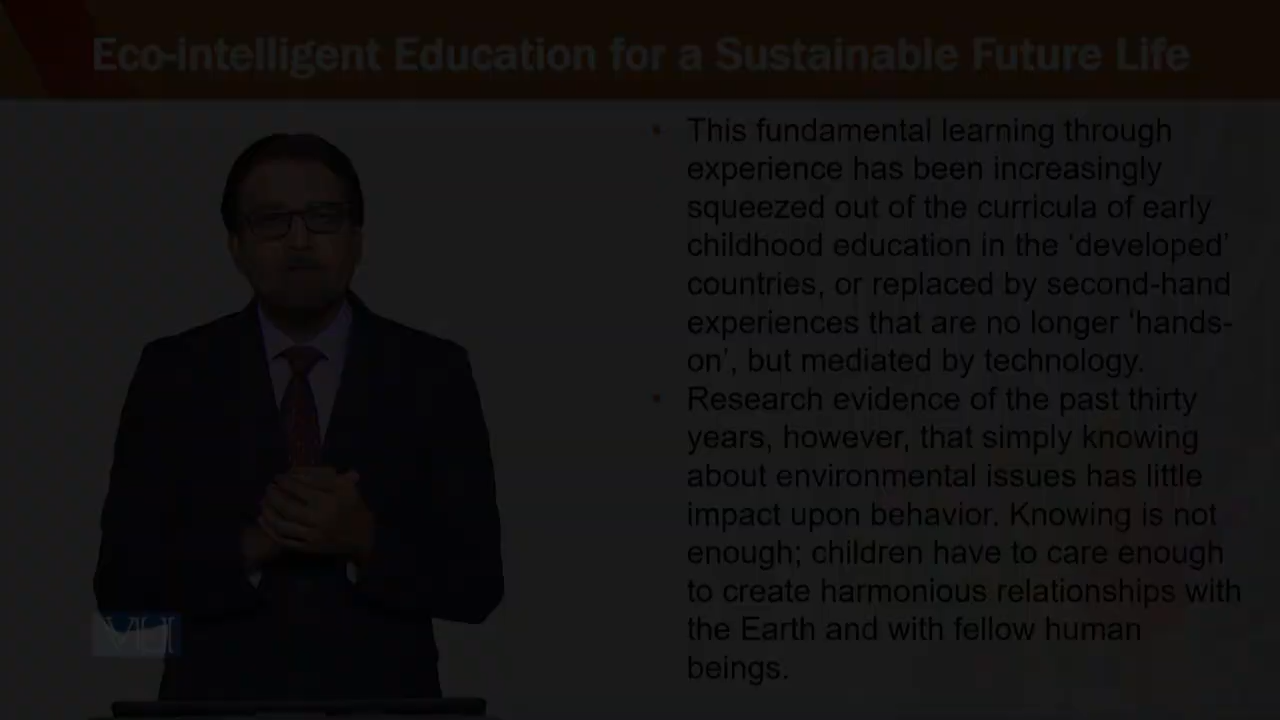 Eco-intelligent Education for a Sustainable Future Life
• This fundamental learning through
experience has been increasingly
squeezed out of the curricula of early
childhood education in the ‘developed’
countries, or replaced by second-hand
experiences that are no longer ‘hands-
on’, but mediated by technology.
• Research evidence of the past thirty
years, however, that simply knowing
about environmental issues has little
impact upon behavior. Knowing is not
enough; children have to care enough
to create harmonious relationships with
the Earth and with fellow human
beings.
VU